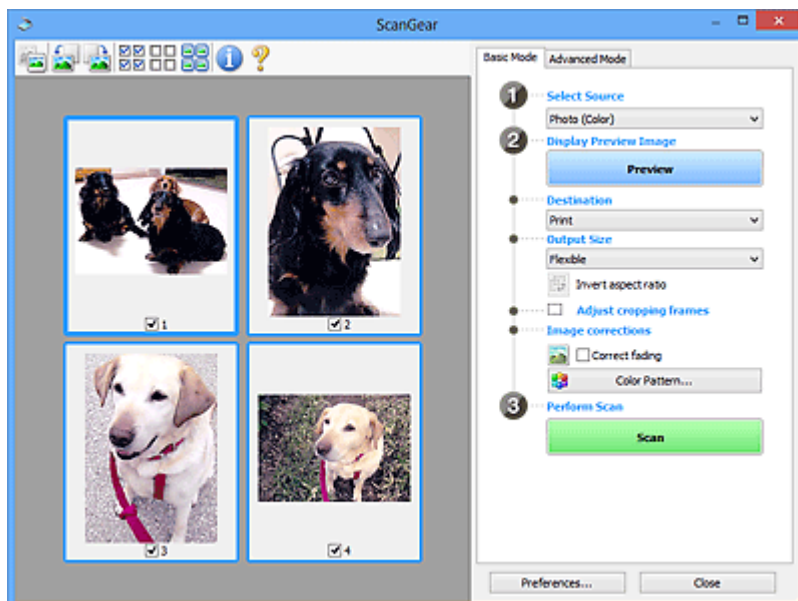 ScanGear
Basic Mode
Advanced Mode
1
Select Source
Photo (Color)
2
Display Preview Image
Preview
Destination
Print
Output Size
Flexible
Invert aspect ratio
Adjust cropping frames
Image corrections
Correct fading
Color Pattern...
3
Perform Scan
Scan
1
2
3
4
Preferences...
Close